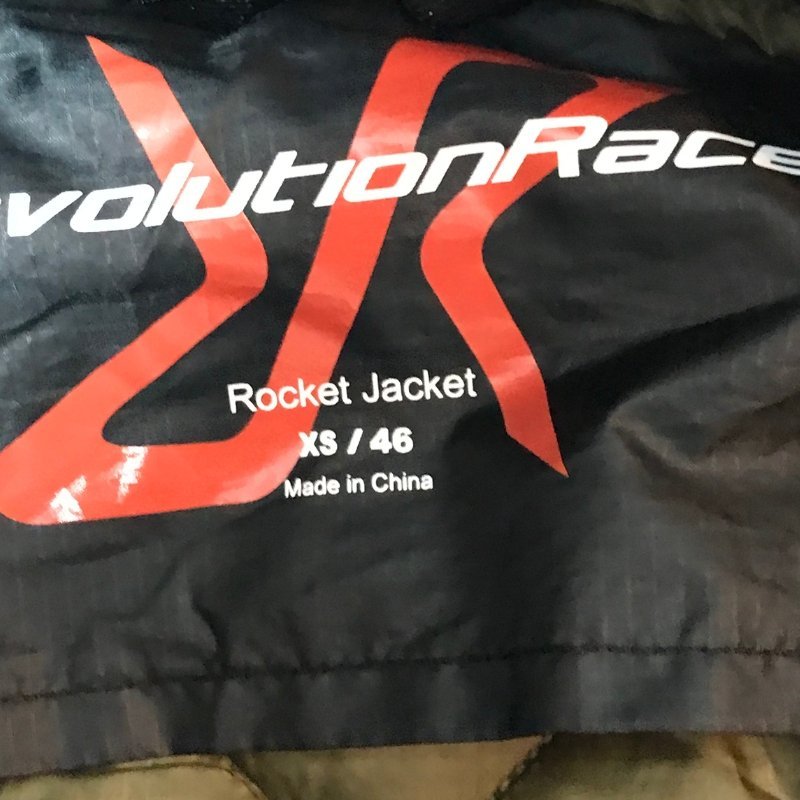 volutionRace
Rocket Jacket
XS / 46
Made in China